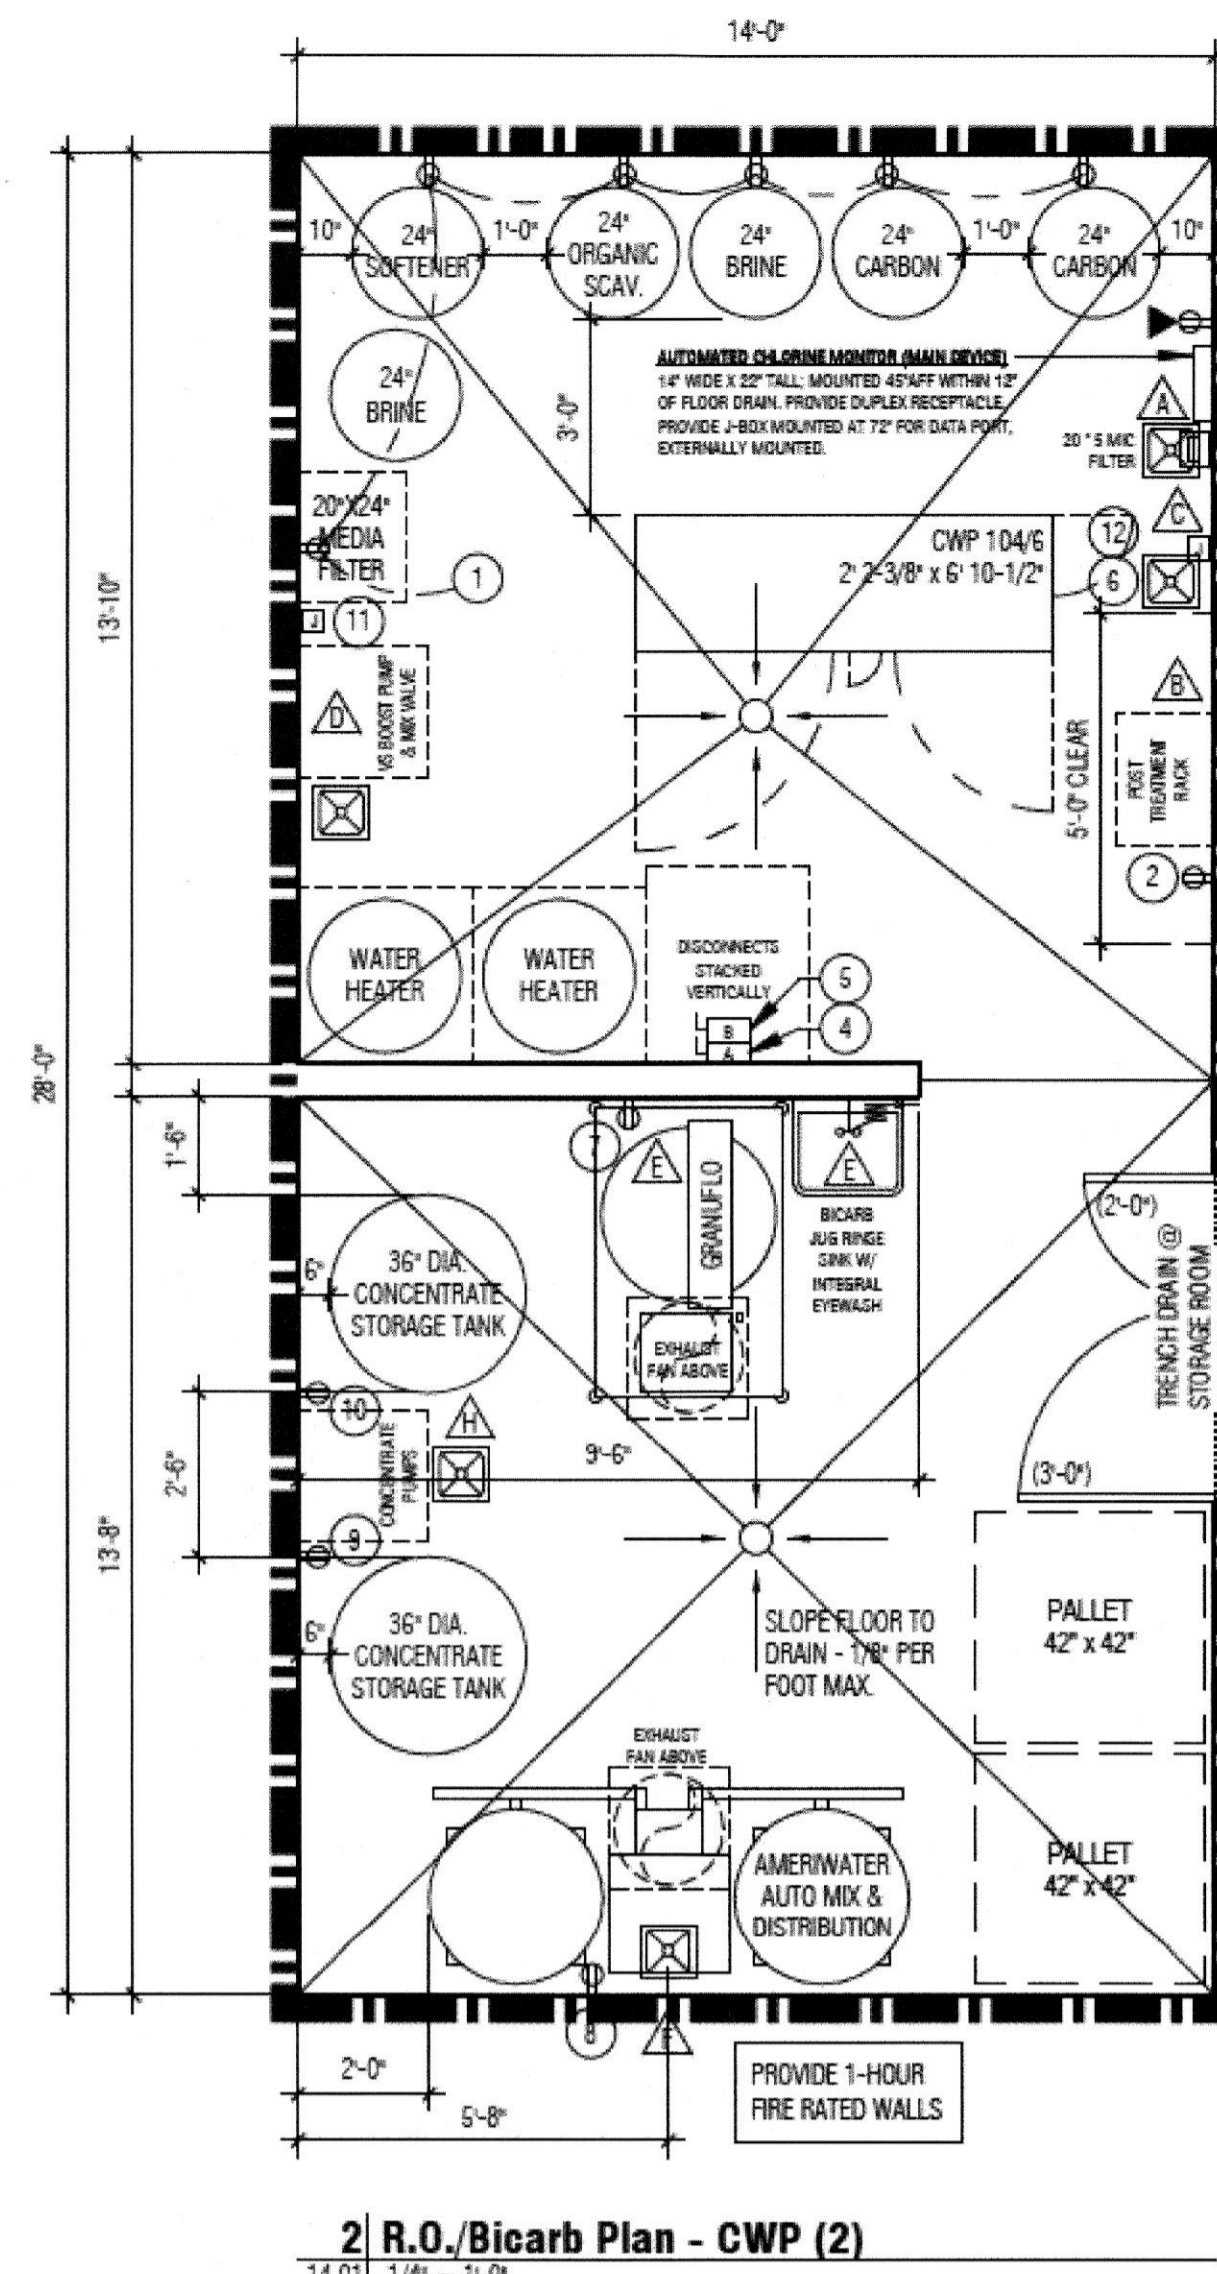 14'-0"
10"
24"
SOFTENER
1'-0"
24"
ORGANIC
SCAV.
24"
BRINE
24"
CARBON
1'-0"
24"
CARBON
10"
24"
BRINE
3'-0"
AUTOMATED CHLORINE MONITOR (MAIN DEVICE)
14" WIDE X 22" TALL; MOUNTED 45"AFF WITHIN 12"
OF FLOOR DRAIN. PROVIDE DUPLEX RECEPTACLE.
PROVIDE J-BOX MOUNTED AT 72" FOR DATA PORT,
EXTERNALLY MOUNTED.
A
20 " 5 MIC
FILTER
C
20"X24"
MEDIA
FILTER
1
CWP 104/6
2' 2-3/8" x 6' 10-1/2"
12
6
J
J
11
13'-10"
D
VS BOOST PUMP
& MIX VALVE
B
5'-0" CLEAR
POST
TREATMENT
RACK
2
WATER
HEATER
WATER
HEATER
DISCONNECTS
STACKED
VERTICALLY
5
4
B
A
28'-0"
1'-6"
7
E
GRANUFLO
E
BICARB
JUG RINSE
SINK W/
INTEGRAL
EYEWASH
(2'-0")
TRENCH DRAIN @
STORAGE ROOM
6"
36" DIA.
CONCENTRATE
STORAGE TANK
EXHAUST
FAN ABOVE
10
H
CONCENTRATE
PUMPS
9
2'-6"
9'-6"
(3'-0")
13'-8"
6"
36" DIA.
CONCENTRATE
STORAGE TANK
SLOPE FLOOR TO
DRAIN - 1/8" PER
FOOT MAX.
PALLET
42" x 42"
EXHAUST
FAN ABOVE
AMERIWATER
AUTO MIX &
DISTRIBUTION
PALLET
42" x 42"
8
F
2'-0"
5'-8"
PROVIDE 1-HOUR
FIRE RATED WALLS
2 R.O./Bicarb Plan - CWP (2)
14.01 1/4" = 1'-0"